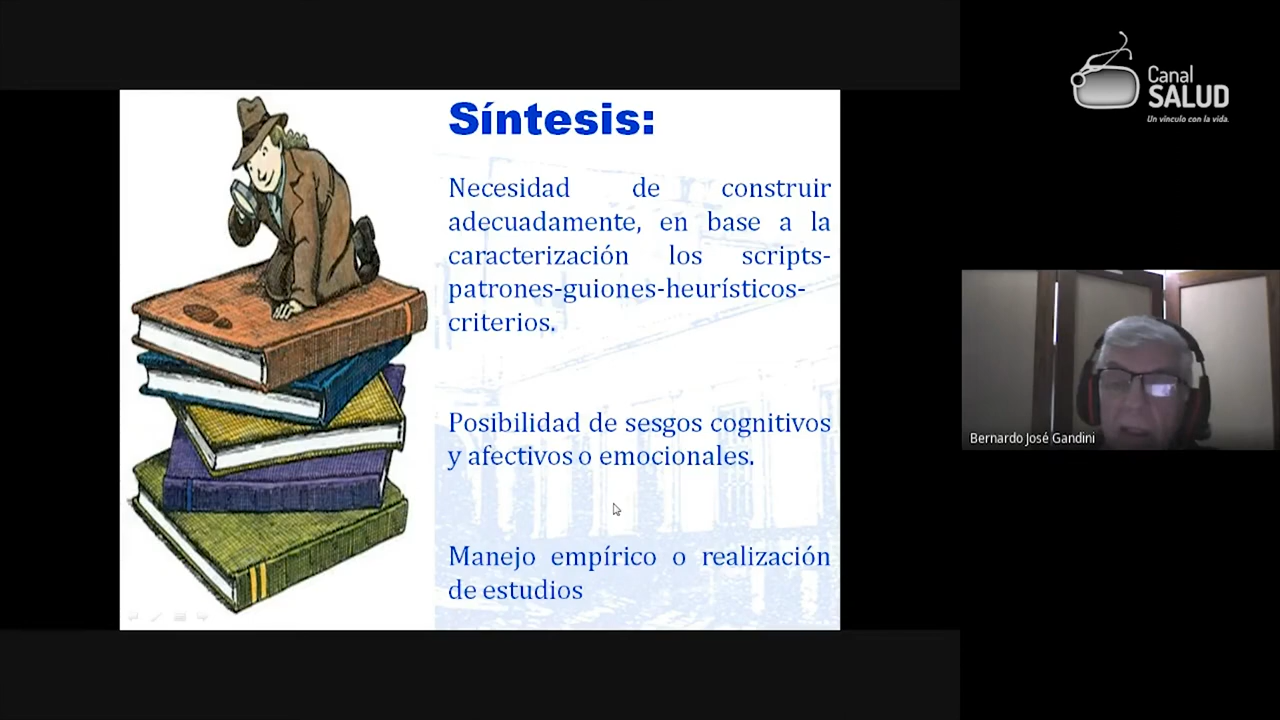 Síntesis:
Necesidad de construir
adecuadamente, en base a la
caracterización los scripts-
patrones-guiones-heurísticos-
criterios.
Posibilidad de sesgos cognitivos
y afectivos o emocionales.
Manejo empírico o realización
de estudios
Canal
SALUD
Un vínculo con la vida.
Bernardo José Gandini